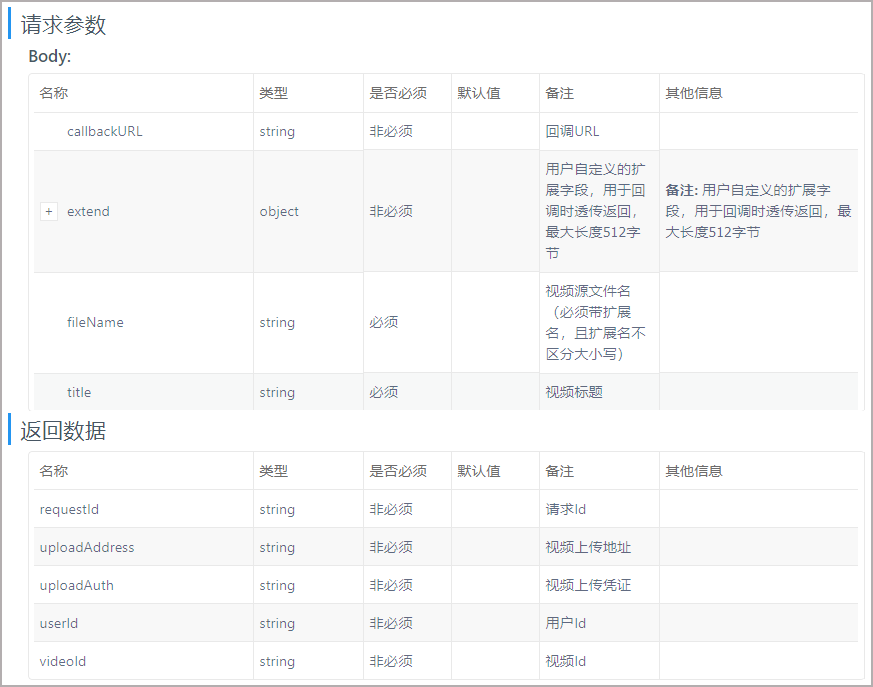 请求参数
Body:
名称 类型 是否必须 默认值 备注 其他信息
callbackURL string 非必须 回调URL
用户自定义的扩
展字段，用于回
+ extend object 非必须 调时透传返回， 备注: 用户自定义的扩展字
最大长度512字 段，用于回调时透传返回，最
节 大长度512字节
视频源文件名
（必须带扩展
fileName string 必须 名，且扩展名不
区分大小写）
title string 必须 视频标题
返回数据
名称 类型 是否必须 默认值 备注 其他信息
requestId string 非必须 请求Id
uploadAddress string 非必须 视频上传地址
uploadAuth string 非必须 视频上传凭证
userId string 非必须 用户Id
videoId string 非必须 视频Id